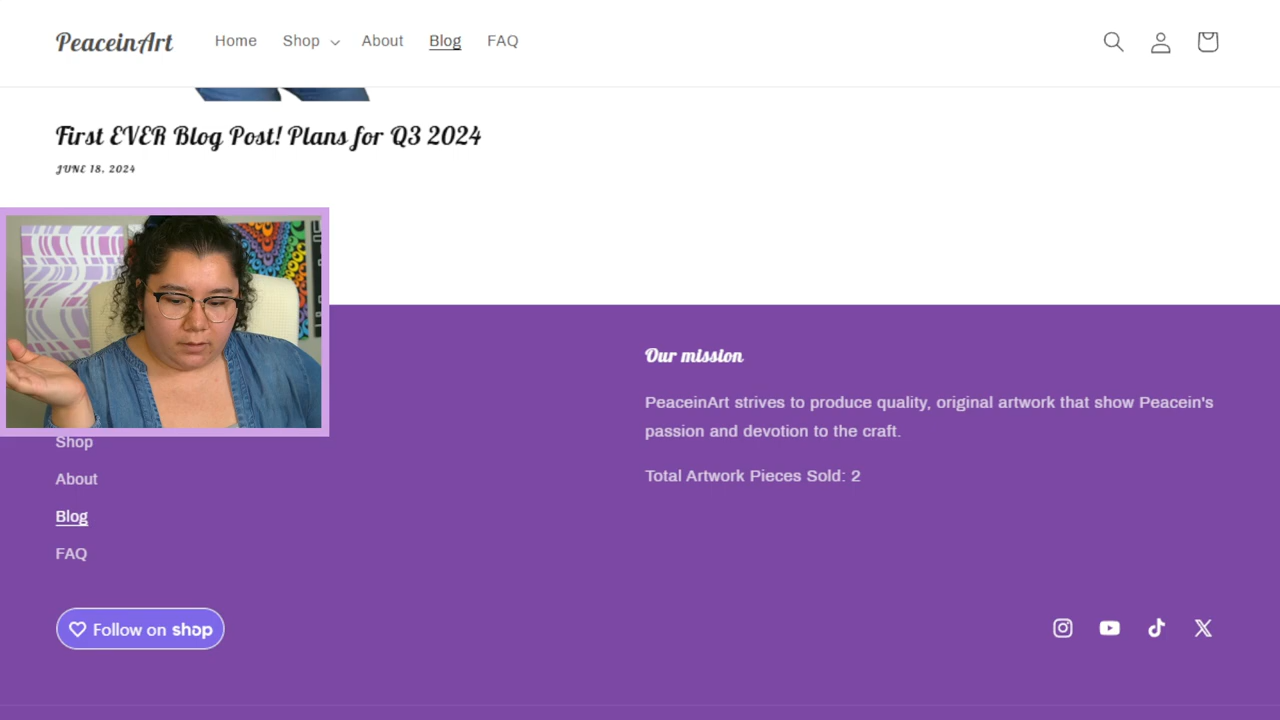 PeaceinArt Home Shop About Blog FAQ
First EVER Blog Post! Plans for Q3 2024
JUNE 18, 2024
Our mission
PeaceinArt strives to produce quality, original artwork that show Peacein's
passion and devotion to the craft.
Total Artwork Pieces Sold: 2
Shop
About
Blog
FAQ
Follow on shop